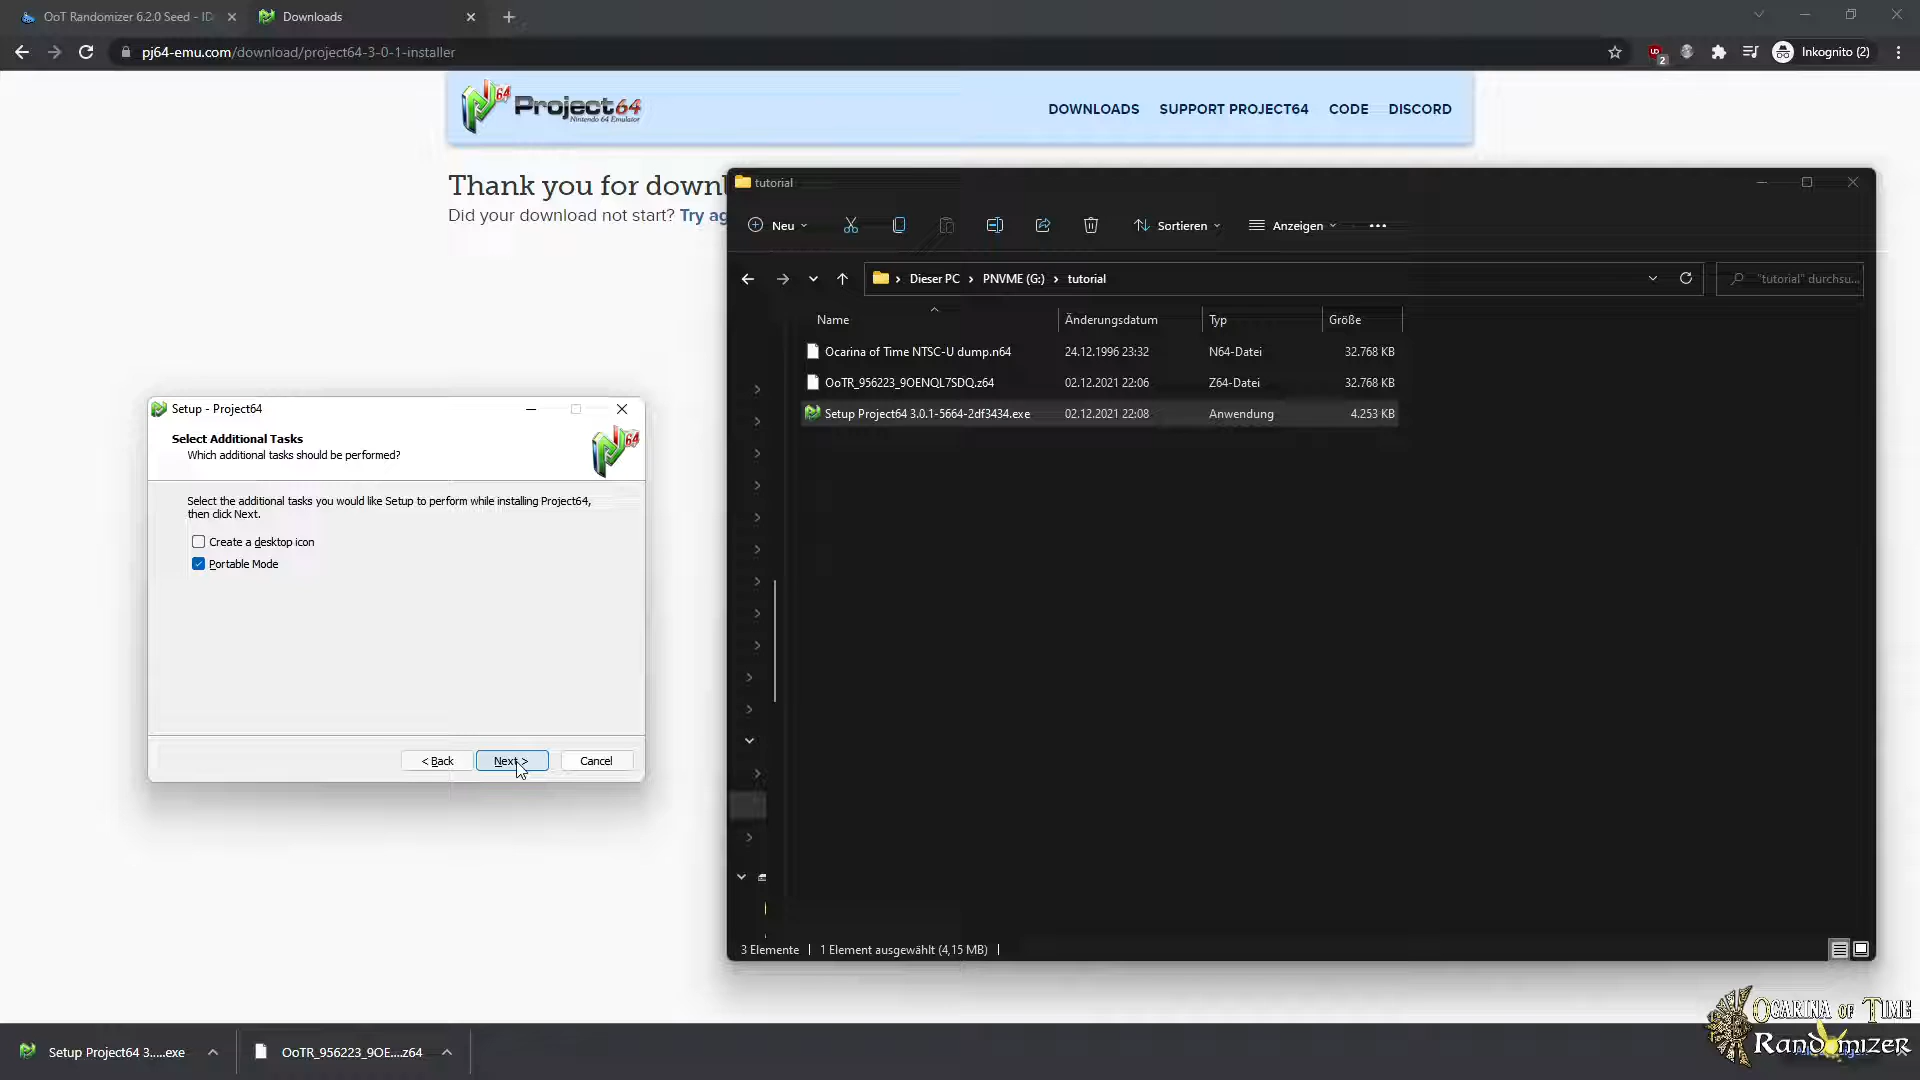 OoT Randomizer 6.2.0 Seed - ID
Downloads
pj64-emu.com/download/project64-3-0-1-installer
2
Inkognito (2)
64
Project64
Nintendo 64 Emulator
DOWNLOADS
SUPPORT PROJECT64
CODE
DISCORD
Thank you for downl
Did your download not start? Try ag
tutorial
Neu
Sortieren
Anzeigen
Dieser PC
PNVME (G:)
tutorial
"tutorial" durchsu...
Name
Änderungsdatum
Typ
Größe
Ocarina of Time NTSC-U dump.n64
24.12.1996 23:32
N64-Datei
32.768 KB
OoTR_956223_9OENQL7SDQ.z64
02.12.2021 22:06
Z64-Datei
32.768 KB
Setup Project64 3.0.1-5664-2df3434.exe
02.12.2021 22:08
Anwendung
4.253 KB
Setup - Project64
Select Additional Tasks
Which additional tasks should be performed?
64
Select the additional tasks you would like Setup to perform while installing Project64,
then click Next.
Create a desktop icon
Portable Mode
< Back
Next >
Cancel
3 Elemente
1 Element ausgewählt (4,15 MB)
Setup Project64 3.....exe
OoTR_956223_9OE....z64
Ocarina of Time
Randomizer